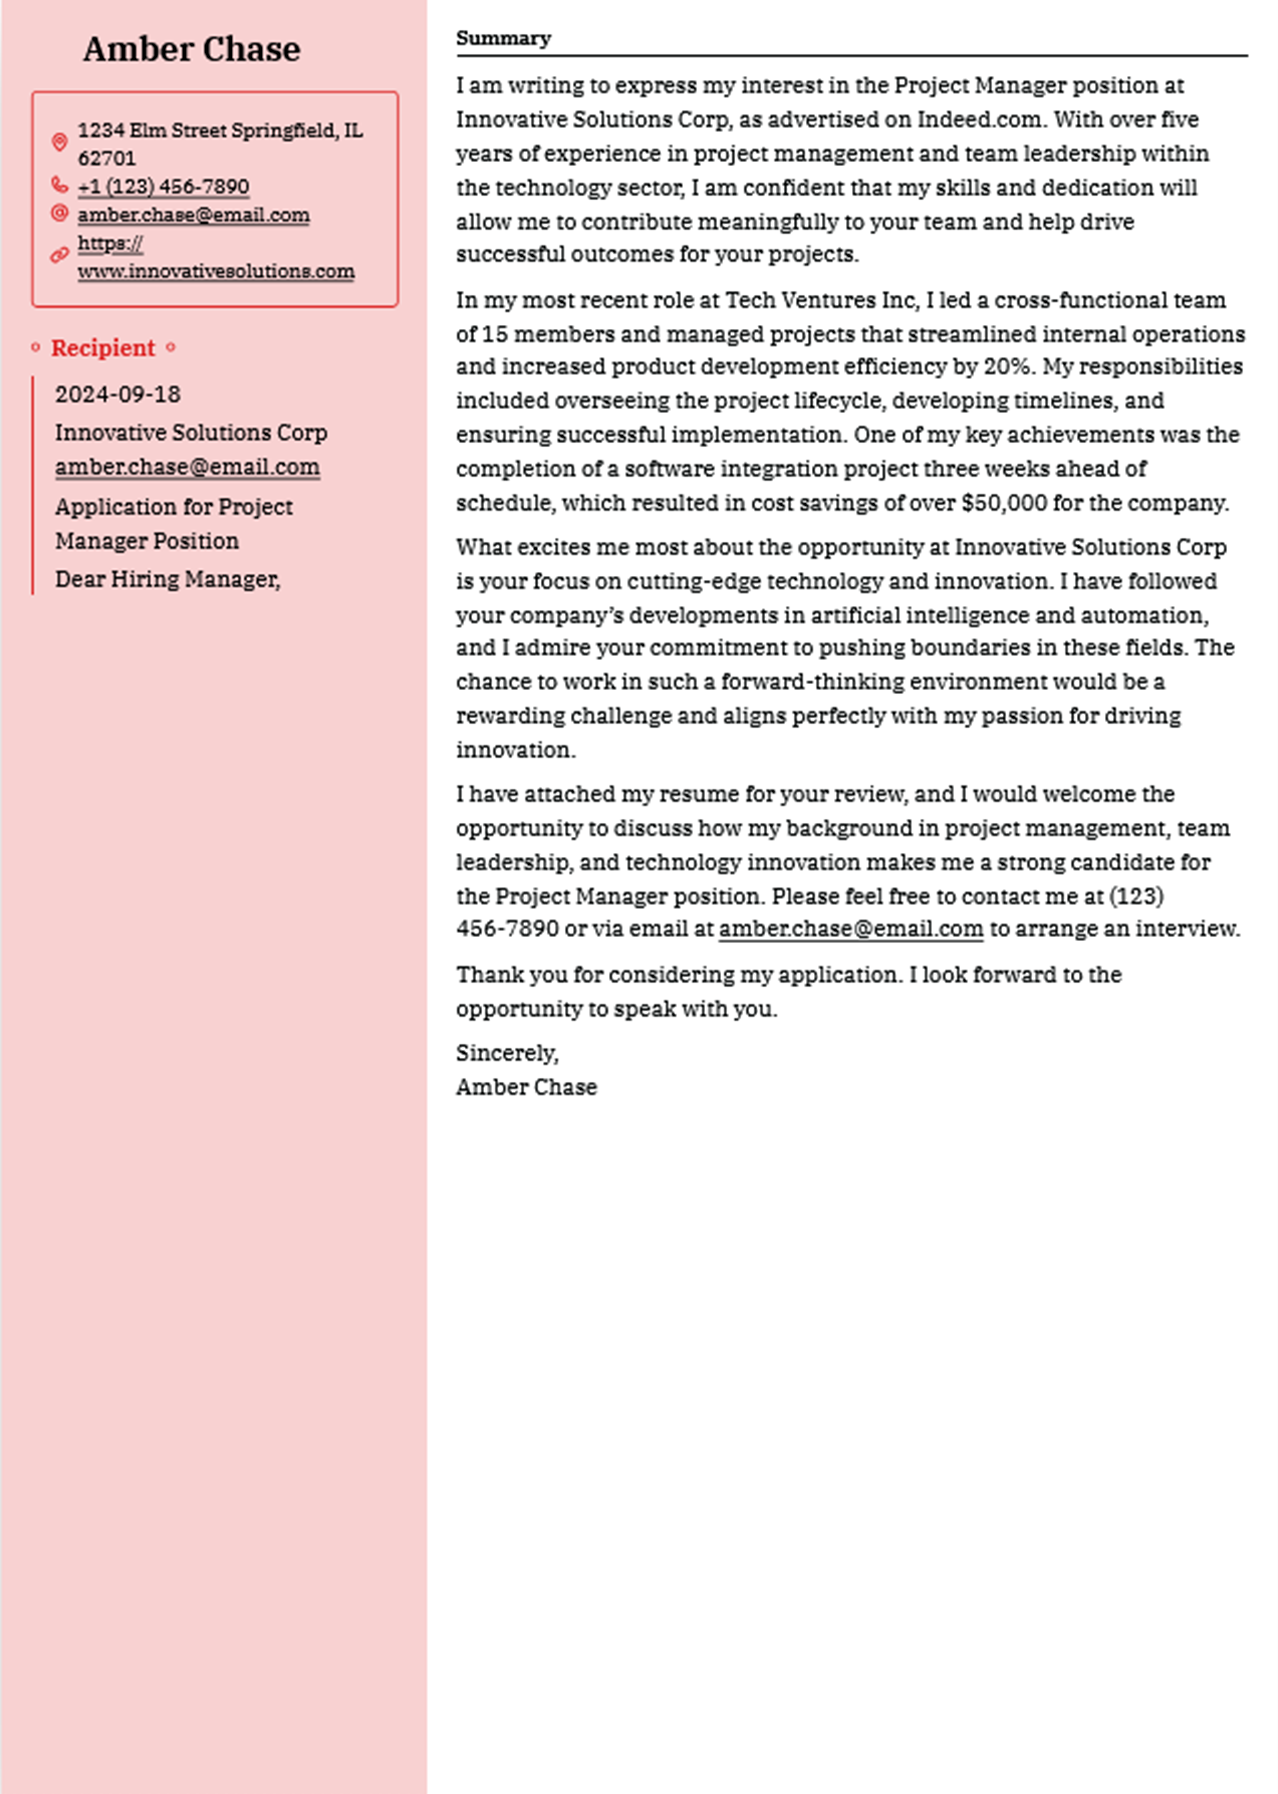 Amber Chase
1234 Elm Street Springfield, IL
62701
+1 (123) 456-7890
amber.chase@email.com
https://
www.innovativesolutions.com
Recipient
2024-09-18
Innovative Solutions Corp
amber.chase@email.com
Application for Project
Manager Position
Dear Hiring Manager,
Summary
I am writing to express my interest in the Project Manager position at
Innovative Solutions Corp, as advertised on Indeed.com. With over five
years of experience in project management and team leadership within
the technology sector, I am confident that my skills and dedication will
allow me to contribute meaningfully to your team and help drive
successful outcomes for your projects.
In my most recent role at Tech Ventures Inc, I led a cross-functional team
of 15 members and managed projects that streamlined internal operations
and increased product development efficiency by 20%. My responsibilities
included overseeing the project lifecycle, developing timelines, and
ensuring successful implementation. One of my key achievements was the
completion of a software integration project three weeks ahead of
schedule, which resulted in cost savings of over $50,000 for the company.
What excites me most about the opportunity at Innovative Solutions Corp
is your focus on cutting-edge technology and innovation. I have followed
your company’s developments in artificial intelligence and automation,
and I admire your commitment to pushing boundaries in these fields. The
chance to work in such a forward-thinking environment would be a
rewarding challenge and aligns perfectly with my passion for driving
innovation.
I have attached my resume for your review, and I would welcome the
opportunity to discuss how my background in project management, team
leadership, and technology innovation makes me a strong candidate for
the Project Manager position. Please feel free to contact me at (123)
456-7890 or via email at amber.chase@email.com to arrange an interview.
Thank you for considering my application. I look forward to the
opportunity to speak with you.
Sincerely,
Amber Chase